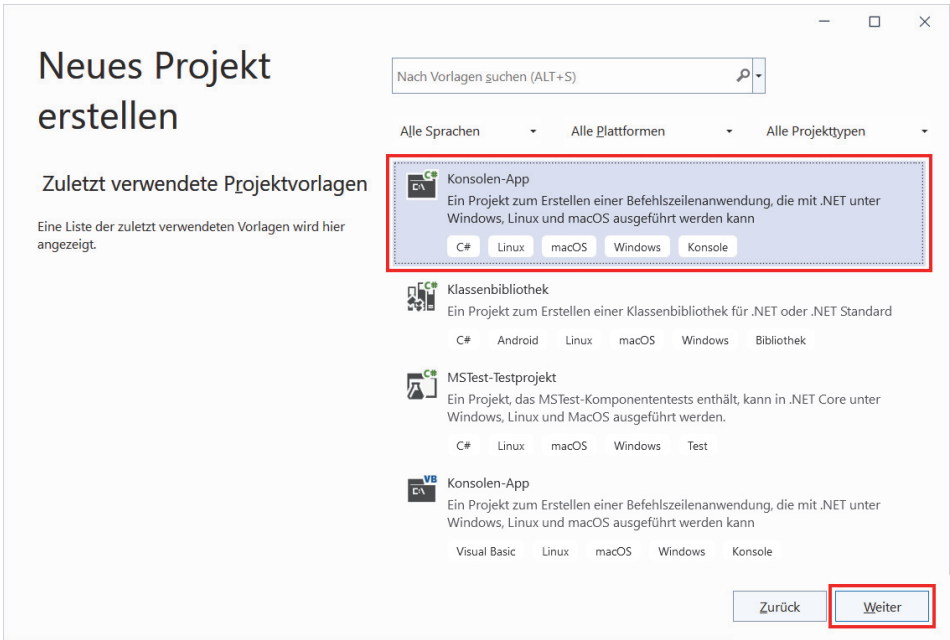 Neues Projekt
erstellen
Zuletzt verwendete Projektvorlagen
Eine Liste der zuletzt verwendeten Vorlagen wird hier
angezeigt.
Nach Vorlagen suchen (ALT+S)
Alle Sprachen
Alle Plattformen
Alle Projekttypen
C#
C:\
Konsolen-App
Ein Projekt zum Erstellen einer Befehlszeilenanwendung, die mit .NET unter
Windows, Linux und macOS ausgeführt werden kann
C# Linux macOS Windows Konsole
C#
Klassenbibliothek
Ein Projekt zum Erstellen einer Klassenbibliothek für .NET oder .NET Standard
C# Android Linux macOS Windows Bibliothek
C#
MSTest-Testprojekt
Ein Projekt, das MSTest-Komponententests enthält, kann in .NET Core unter
Windows, Linux und MacOS ausgeführt werden.
C# Linux macOS Windows Test
VB
C:\
Konsolen-App
Ein Projekt zum Erstellen einer Befehlszeilenanwendung, die mit .NET unter
Windows, Linux und macOS ausgeführt werden kann
Visual Basic Linux macOS Windows Konsole
Zurück
Weiter